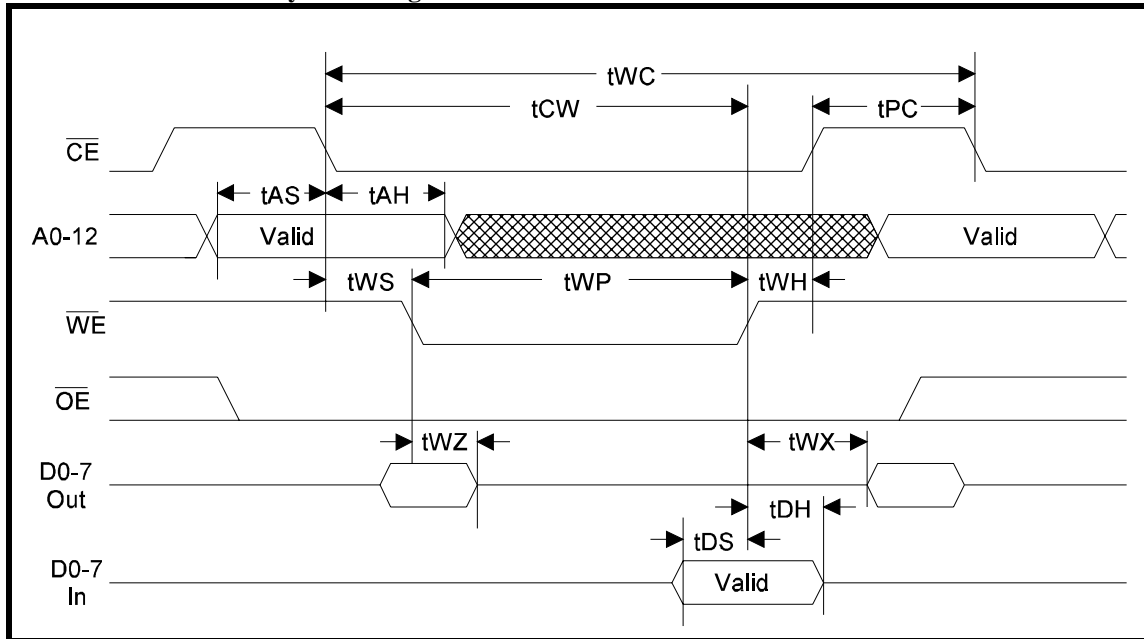 tWC
tCW
tPC
CE
tAS
tAH
A0-12
Valid
Valid
tWS
tWP
tWH
WE
OE
tWZ
tWX
D0-7
Out
tDH
tDS
D0-7
In
Valid